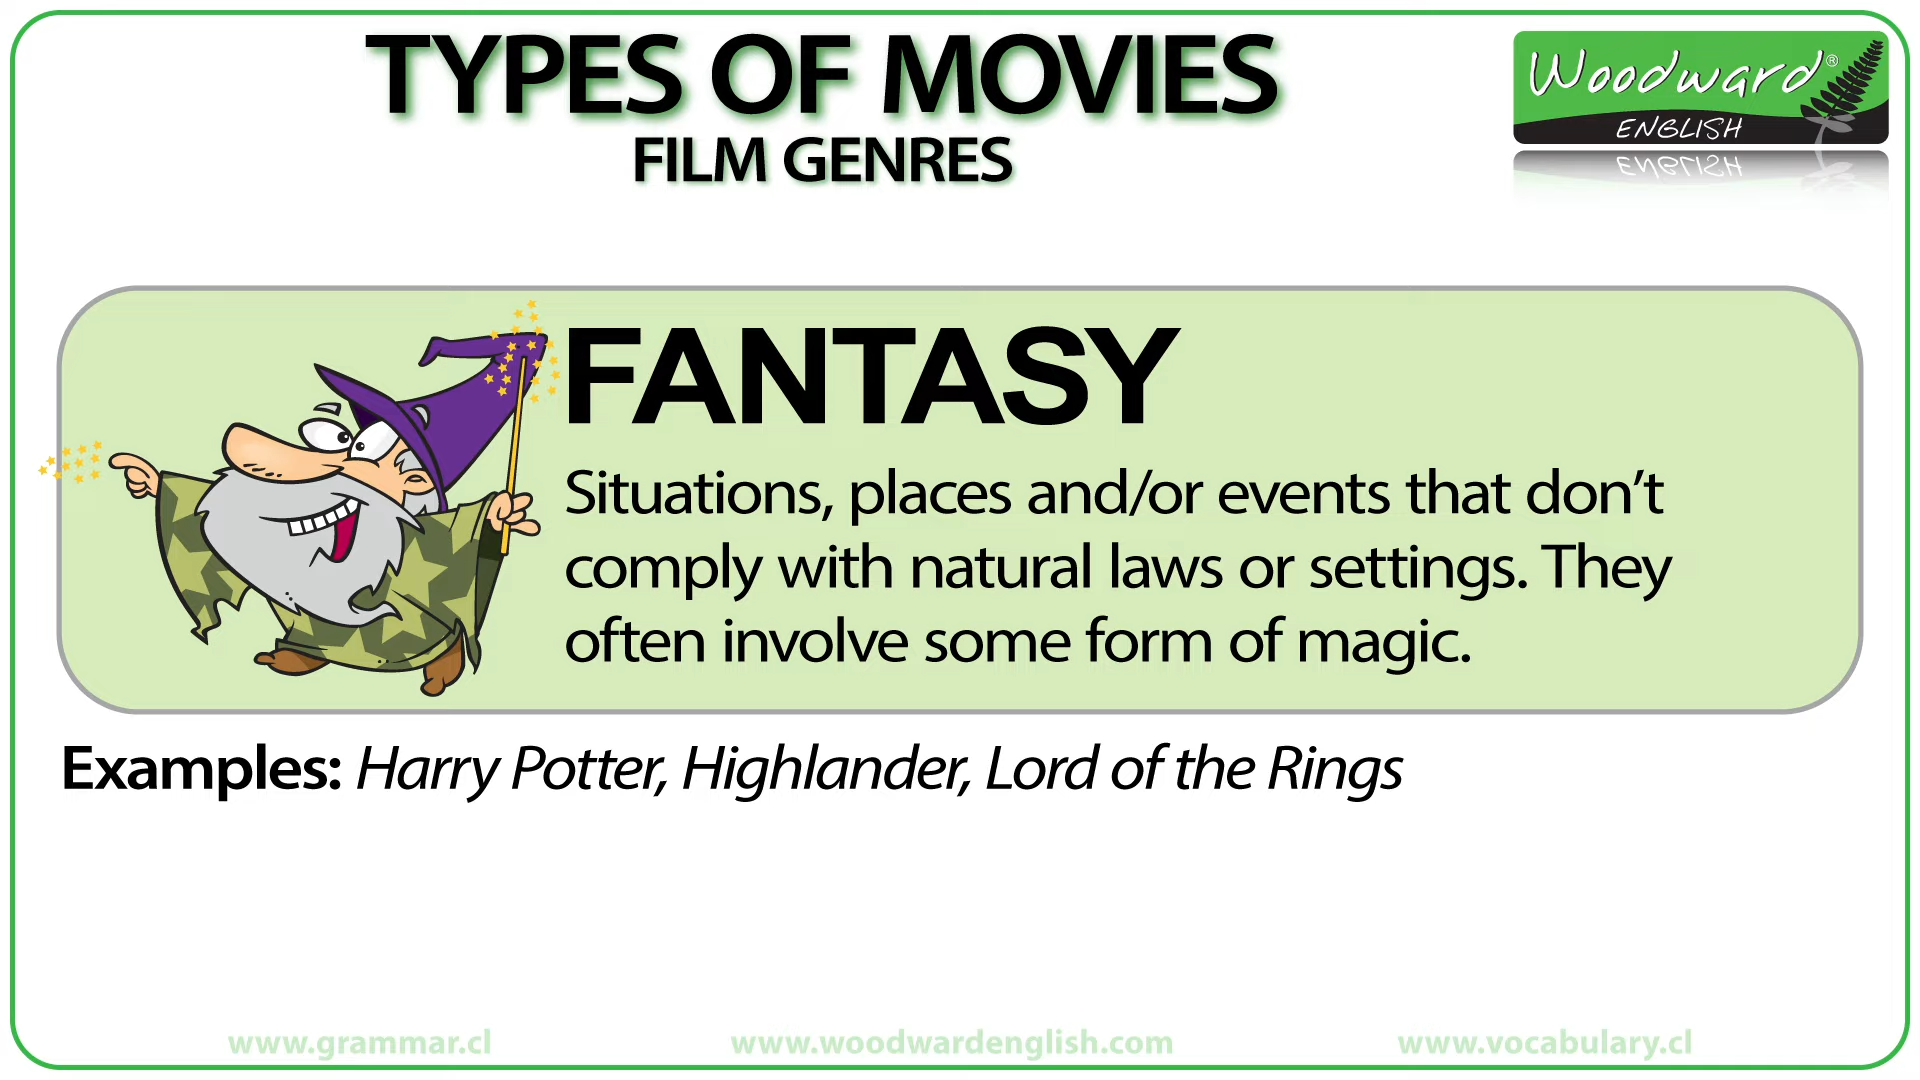 TYPES OF MOVIES
FILM GENRES
Woodward®
ENGLISH
FANTASY
Situations, places and/or events that don’t
comply with natural laws or settings. They
often involve some form of magic.
Examples: Harry Potter, Highlander, Lord of the Rings
www.grammar.cl www.woodwardenglish.com www.vocabulary.cl